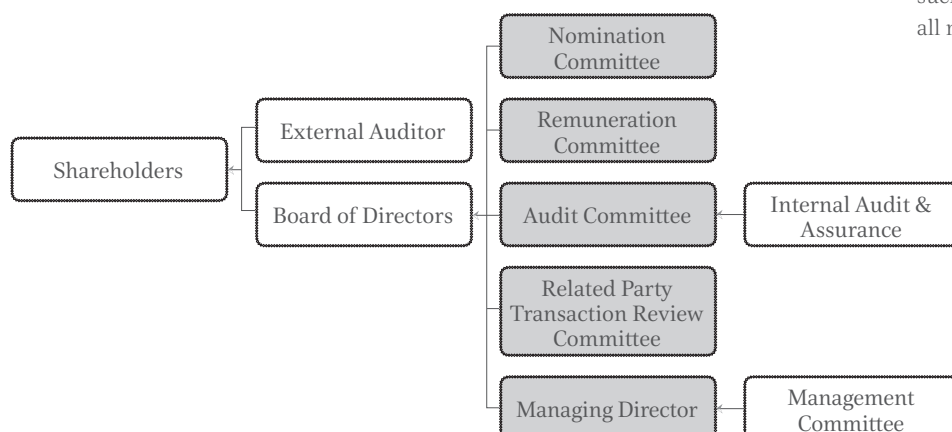 all
Nomination
Committee
External Auditor
Remuneration
Committee
Shareholders
Board of Directors
Audit Committee
Internal Audit &
Assurance
Related Party
Transaction Review
Committee
Managing Director
Management
Committee